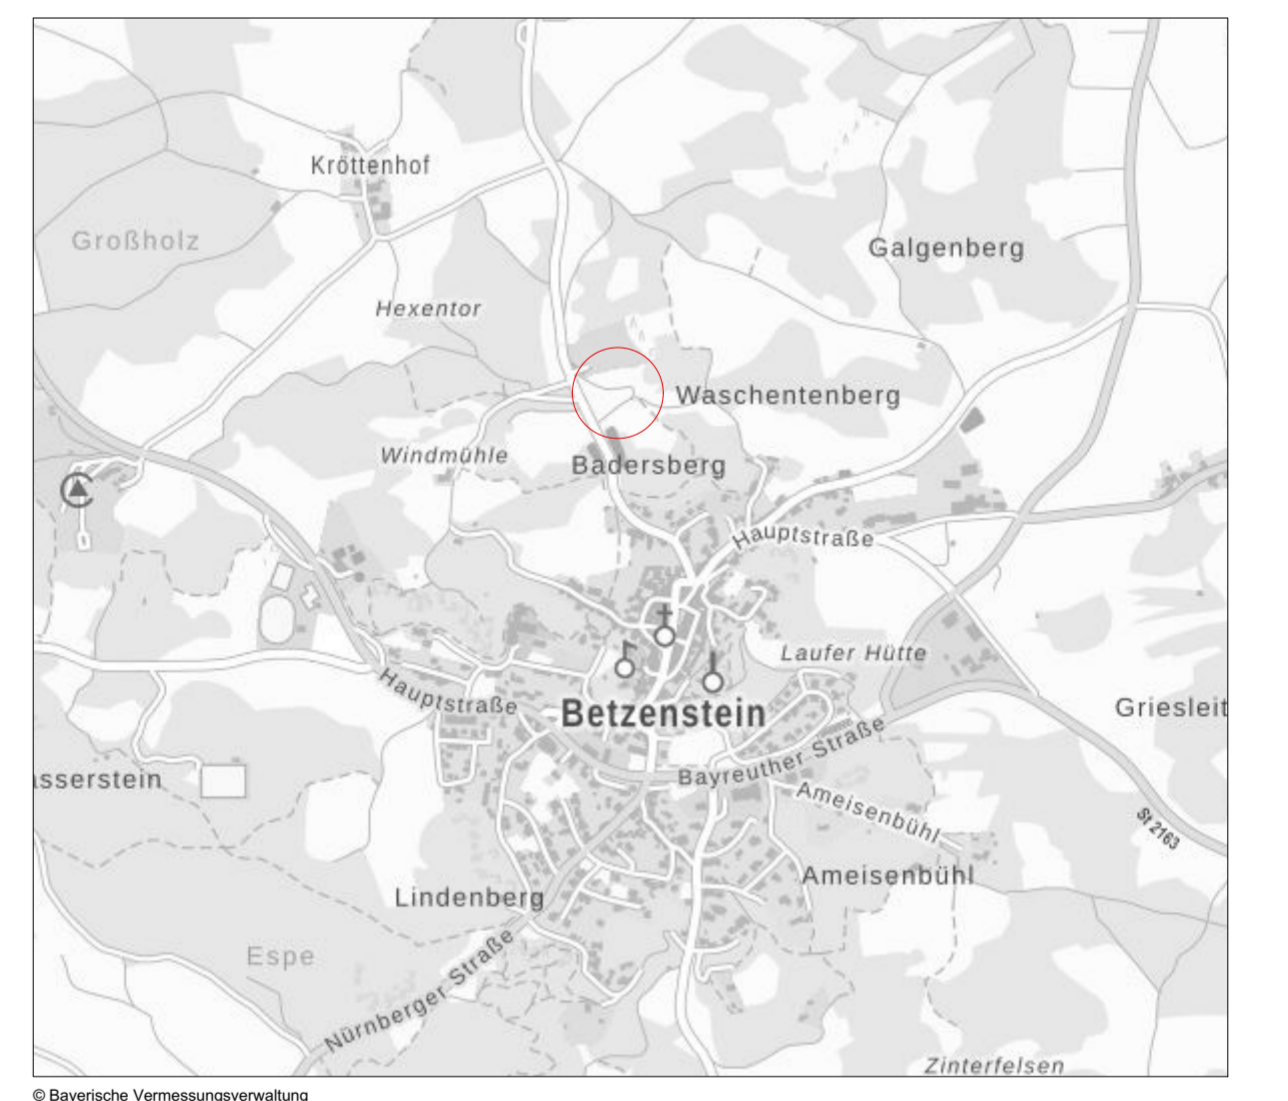 Kröttenhof
Großholz
Galgenberg
Hexentor
Waschentenberg
Windmühle
Badersberg
Hauptstraße
Laufer Hütte
Hauptstraße
Betzenstein
Griesleit
Bayreuther Straße
asserstein
Ameisenbühl
St 2163
Ameisenbühl
Lindenberg
Espe
Nürnberger Straße
Zinterfelsen
© Bayerische Vermessungsverwaltung